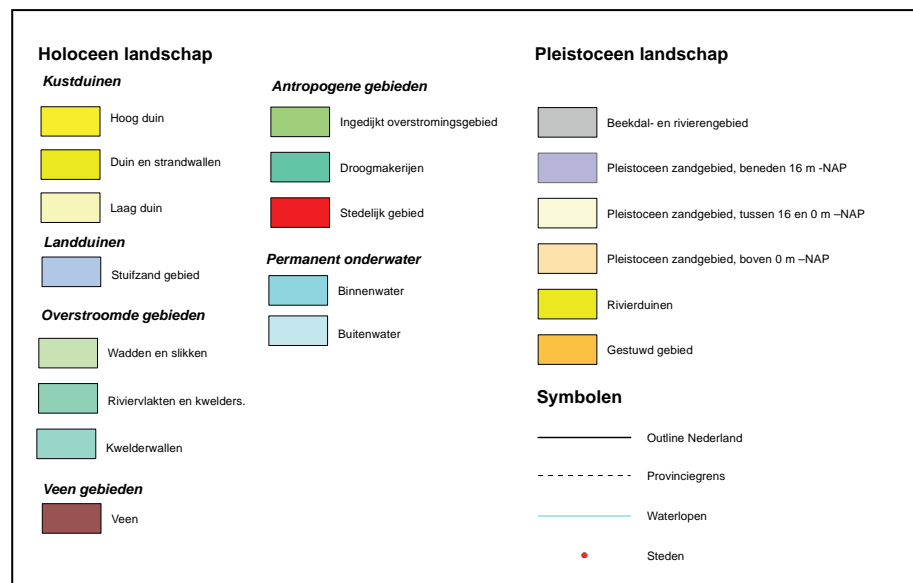 Holoceen landschap
Kustduinen
Hoog duin
Duin en strandwallen
Laag duin
Landduinen
Stuifzand gebied
Overstroomde gebieden
Wadden en slikken
Riviervlakten en kwelders.
Kwelderwallen
Veen gebieden
Veen
Antropogene gebieden
Ingedijkt overstromingsgebied
Droogmakerijen
Stedelijk gebied
Permanent onderwater
Binnenwater
Buitenwater
Pleistoceen landschap
Beekdal- en rivierengebied
Pleistoceen zandgebied, beneden 16 m -NAP
Pleistoceen zandgebied, tussen 16 en 0 m –NAP
Pleistoceen zandgebied, boven 0 m –NAP
Rivierduinen
Gestuwd gebied
Symbolen
Outline Nederland
Provinciegrens
Waterlopen
Steden